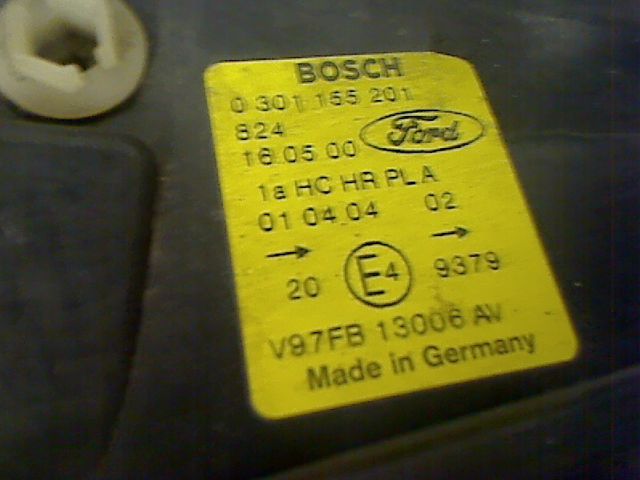 BOSCH
0 301 155 201
824
Ford
16 05 00
1a HC HR PL A
01 04 04 02
→ →
20 E4 9379
V97FB 13006 AV
Made in Germany